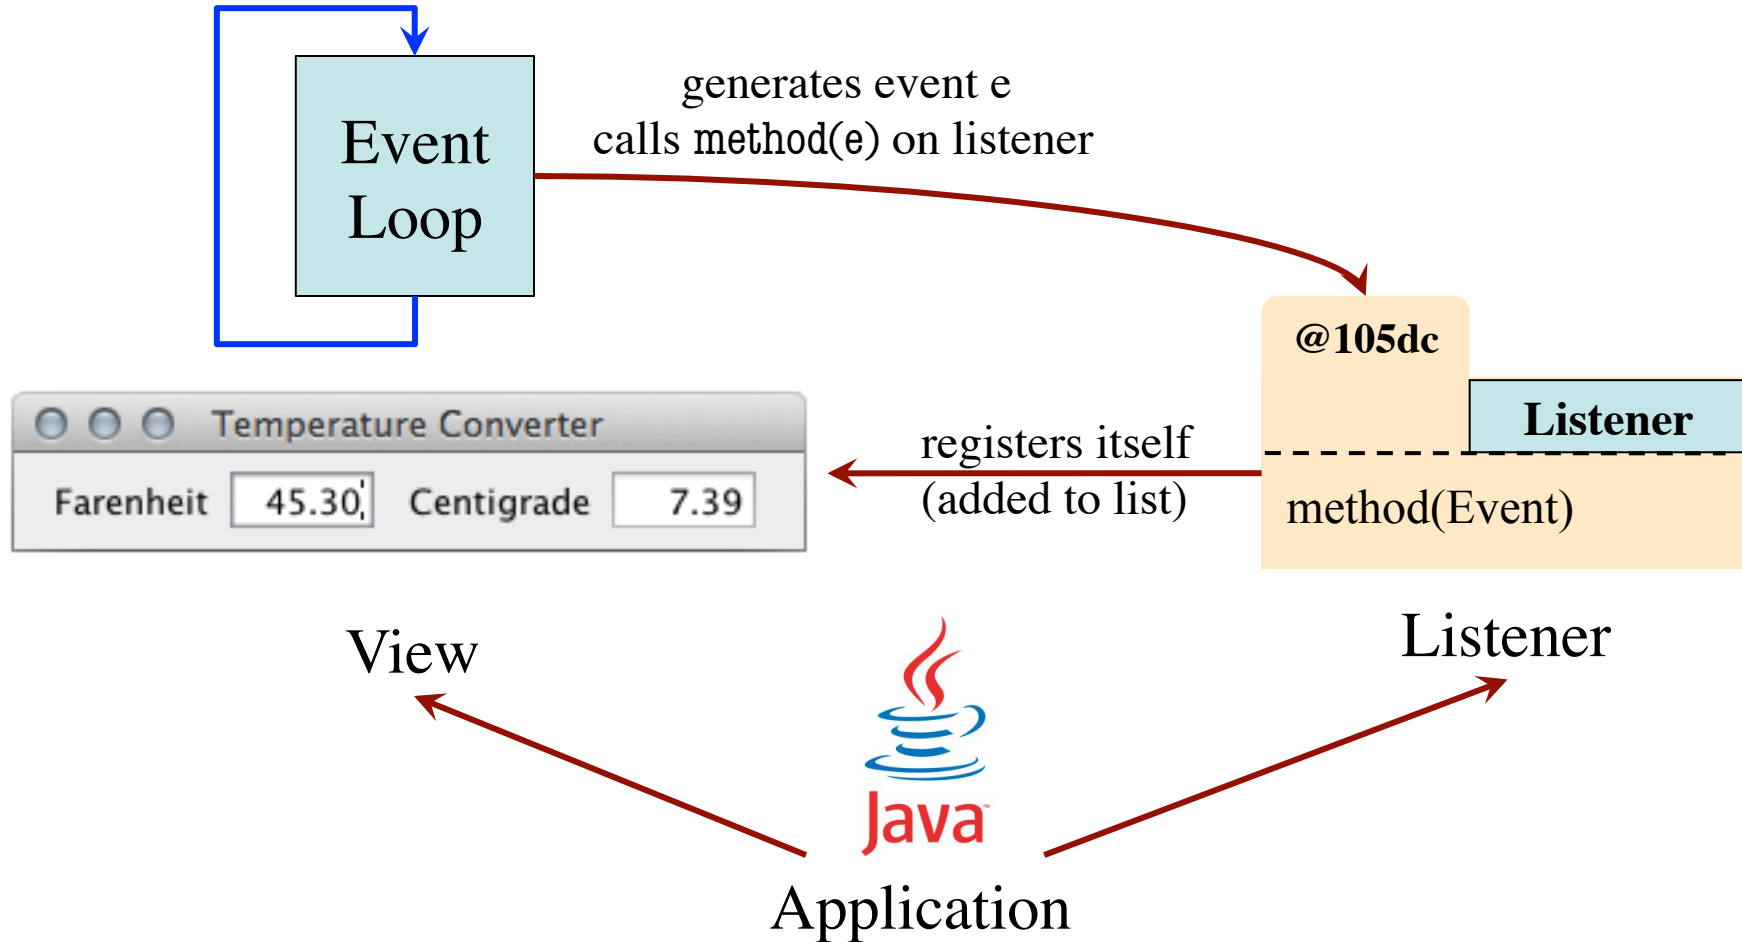 generates event e
calls method(e) on listener
Event
Loop
@105dc
Listener
method(Event)
registers itself
(added to list)
Temperature Converter
Farenheit 45.30 Centigrade 7.39
View
Listener
Java™
Application